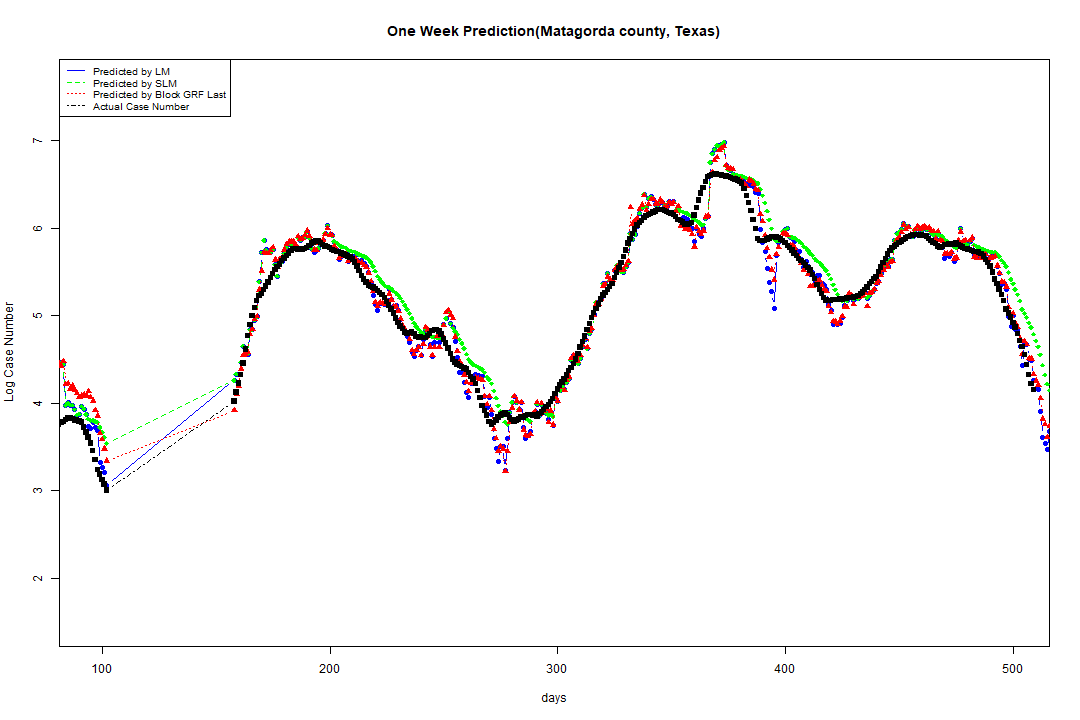 One Week Prediction(Matagorda county, Texas)
Predicted by LM
Predicted by SLM
Predicted by Block GRF Last
Actual Case Number
7
6
5
4
3
2
Log Case Number
100 200 300 400 500
days